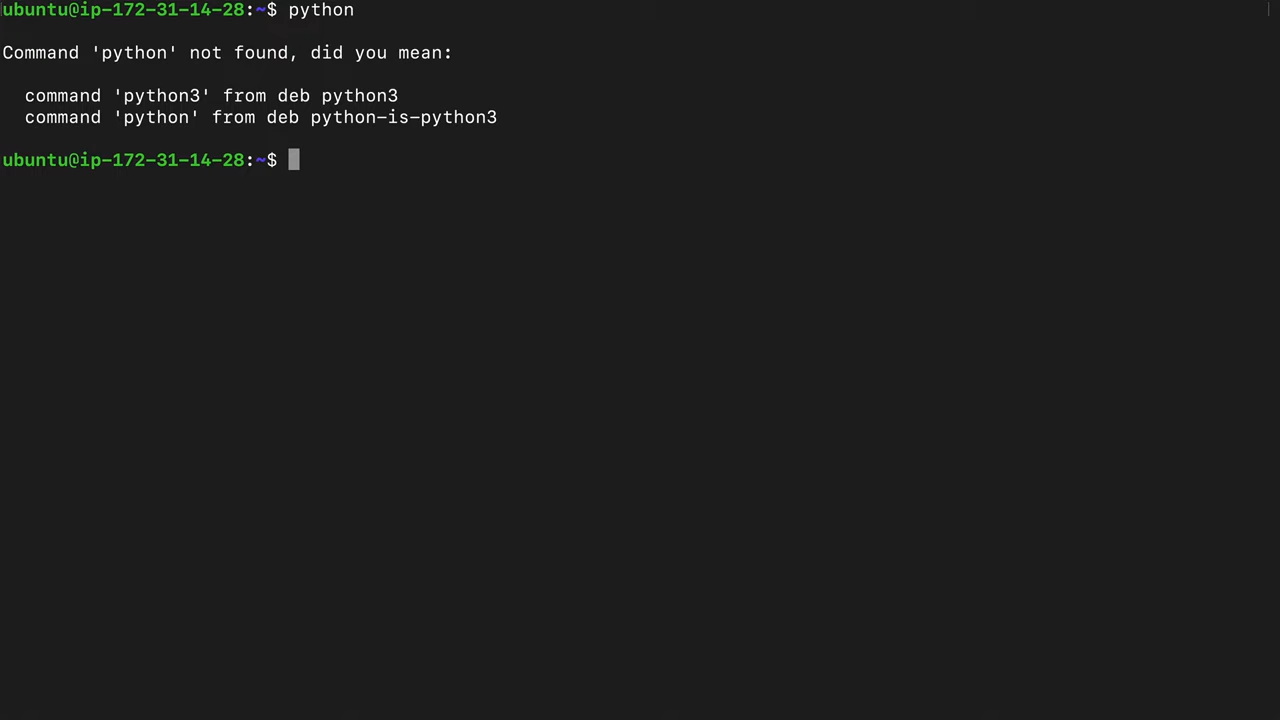 ubuntu@ip-172-31-14-28:~$ python
Command 'python' not found, did you mean:
command 'python3' from deb python3
command 'python' from deb python-is-python3
ubuntu@ip-172-31-14-28:~$